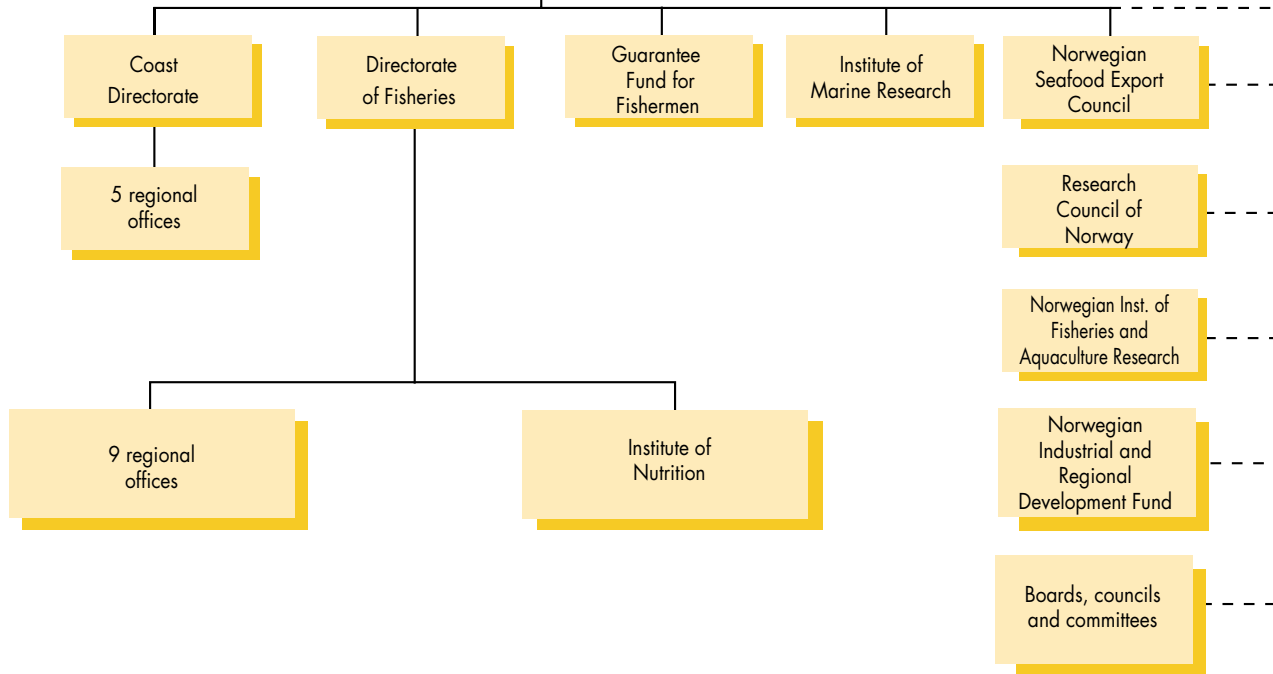 Coast
Directorate
Directorate
of Fisheries
Guarantee
Fund for
Fishermen
Institute of
Marine Research
Norwegian
Seafood Export
Council
5 regional
offices
Research
Council of
Norway
Norwegian Inst. of
Fisheries and
Aquaculture Research
9 regional
offices
Institute of
Nutrition
Norwegian
Industrial and
Regional
Development Fund
Boards, councils
and committees